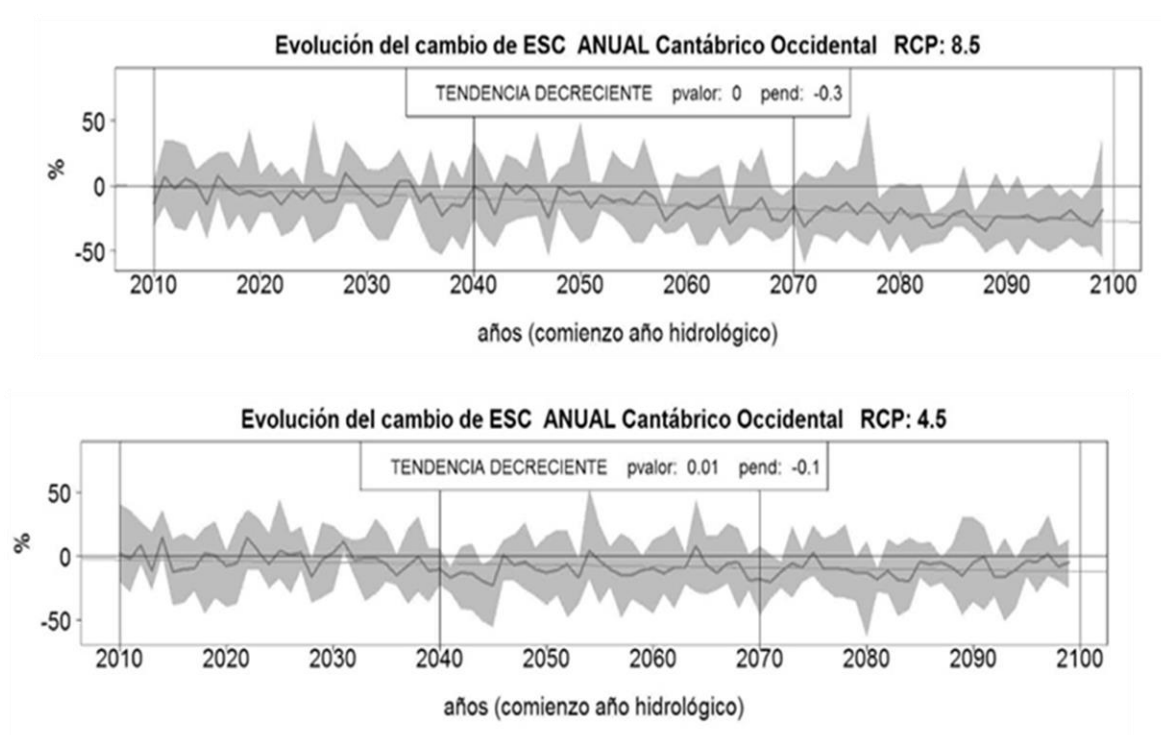 Evolución del cambio de ESC ANUAL Cantábrico Occidental RCP: 8.5
TENDENCIA DECRECIENTE pvalor: 0 pend: -0.3
%
50
0
-50
2010 2020 2030 2040 2050 2060 2070 2080 2090 2100
años (comienzo año hidrológico)
Evolución del cambio de ESC ANUAL Cantábrico Occidental RCP: 4.5
TENDENCIA DECRECIENTE pvalor: 0.01 pend: -0.1
%
50
0
-50
2010 2020 2030 2040 2050 2060 2070 2080 2090 2100
años (comienzo año hidrológico)